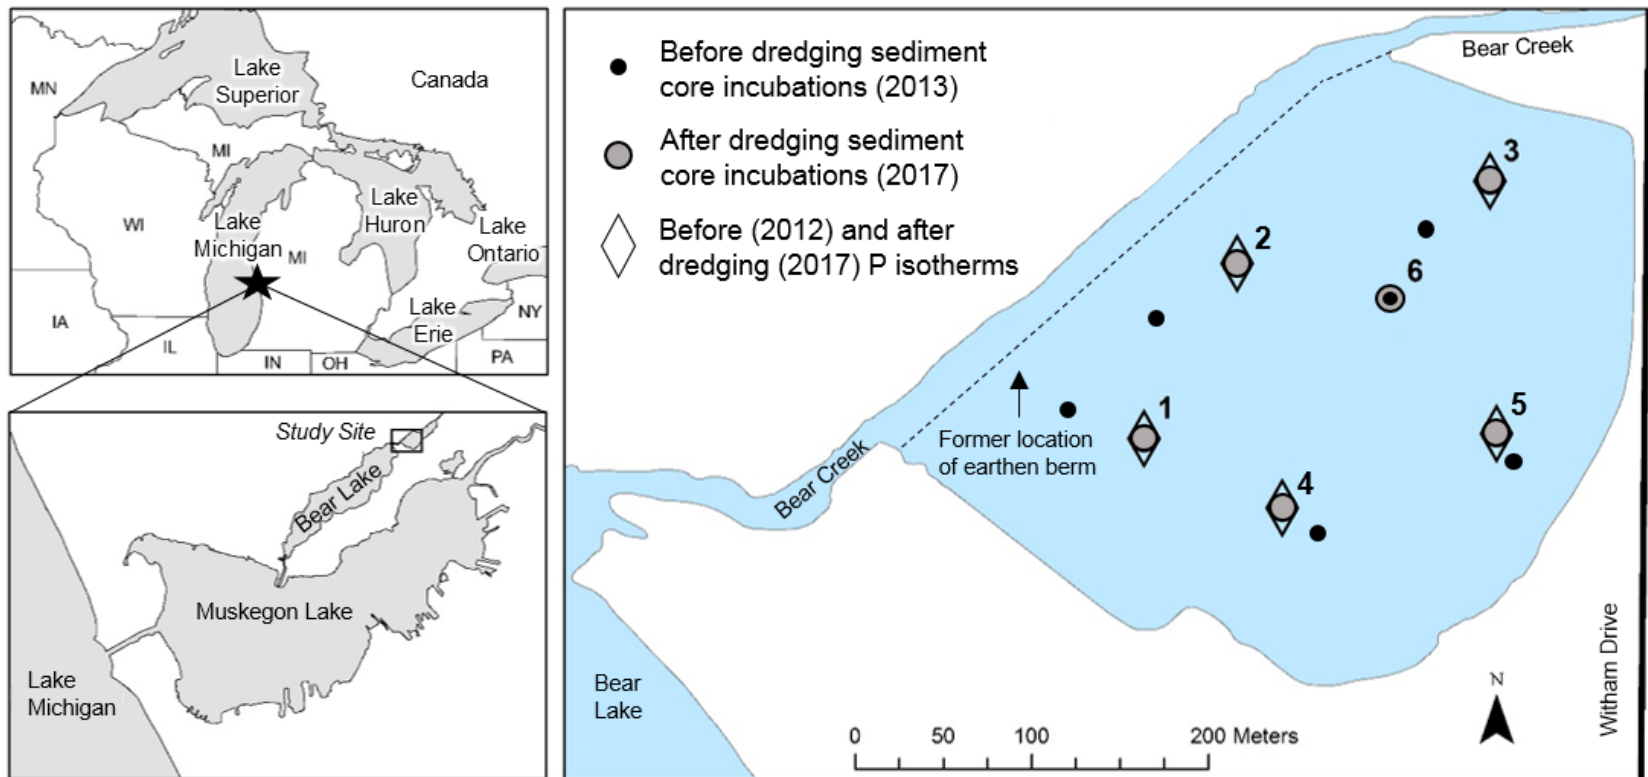 MN
Lake
Superior
Canada
MI
WI
Lake
Michigan
MI
Lake
Huron
Lake
Ontario
IA
IL
IN
OH
Lake
Erie
NY
PA
Study Site
Bear Lake
Muskegon Lake
Lake
Michigan
Before dredging sediment
core incubations (2013)
After dredging sediment
core incubations (2017)
Before (2012) and after
dredging (2017) P isotherms
Bear Creek
3
2
6
1
5
4
Former location
of earthen berm
Bear Creek
Bear
Lake
Witham Drive
N
0 50 100 200 Meters